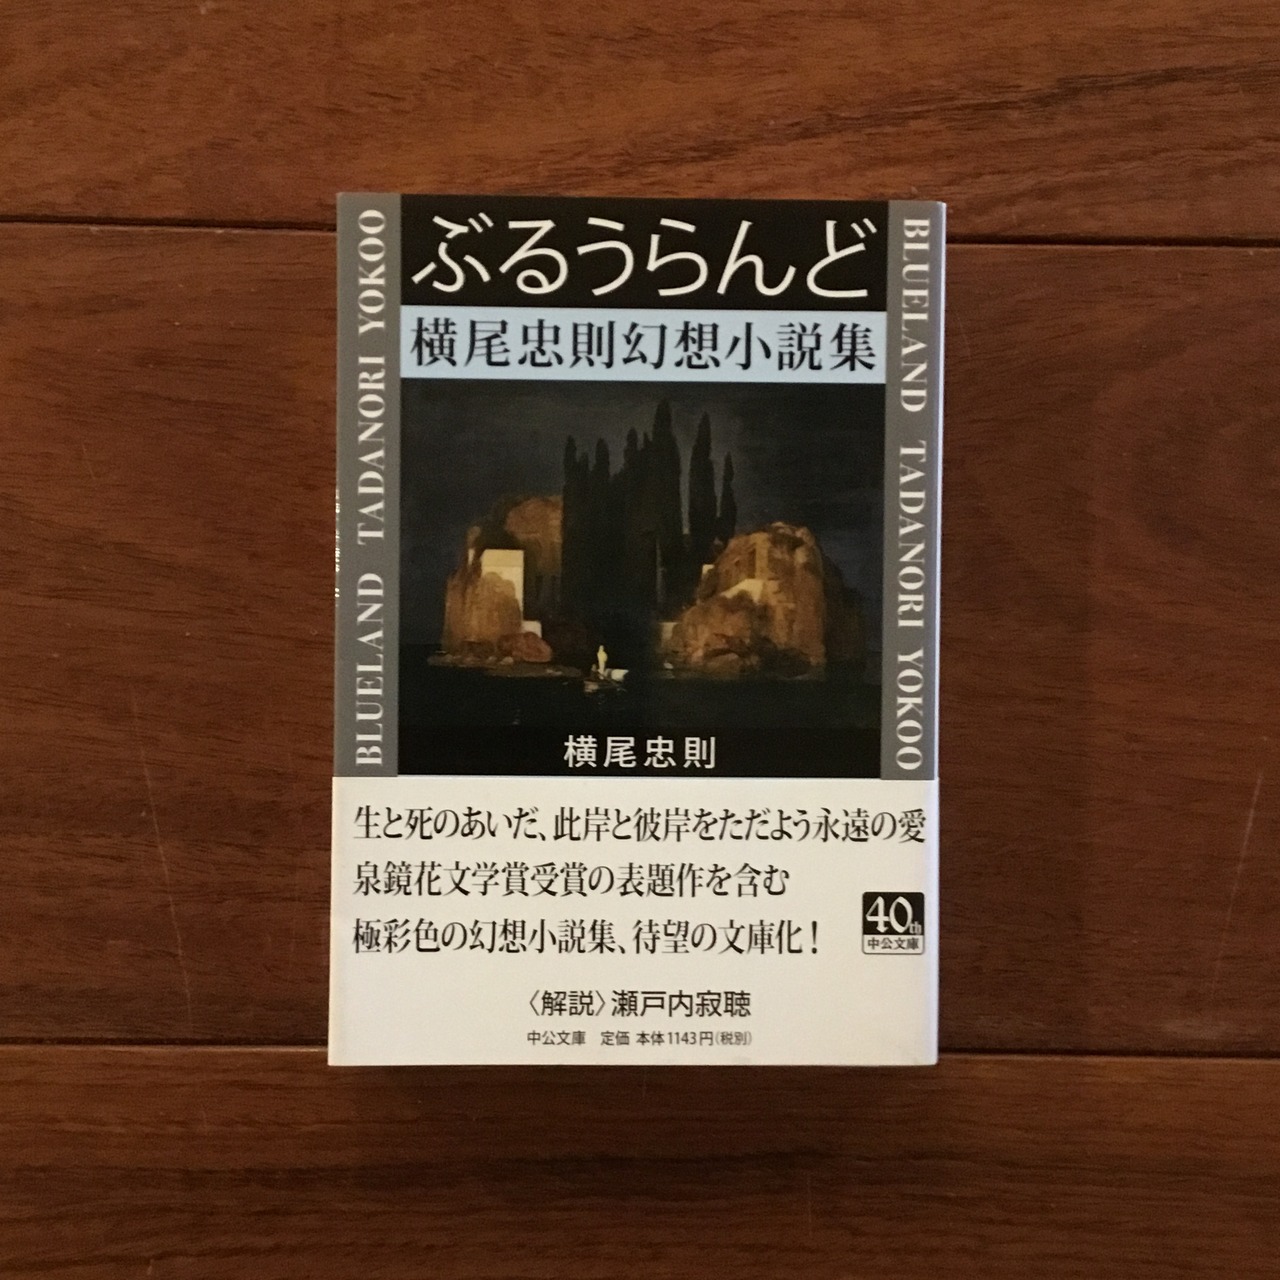 ぶるうらんど
横尾忠則幻想小説集
BLUELAND TADANORI YOKOO
BLUELAND TADANORI YOKOO
横尾忠則
生と死のあいだ、此岸と彼岸をただよう永遠の愛
泉鏡花文学賞受賞の表題作を含む
極彩色の幻想小説集、待望の文庫化!
40th
中公文庫
〈解説〉瀬戸内寂聴
中公文庫 定価 本体1143円(税別)